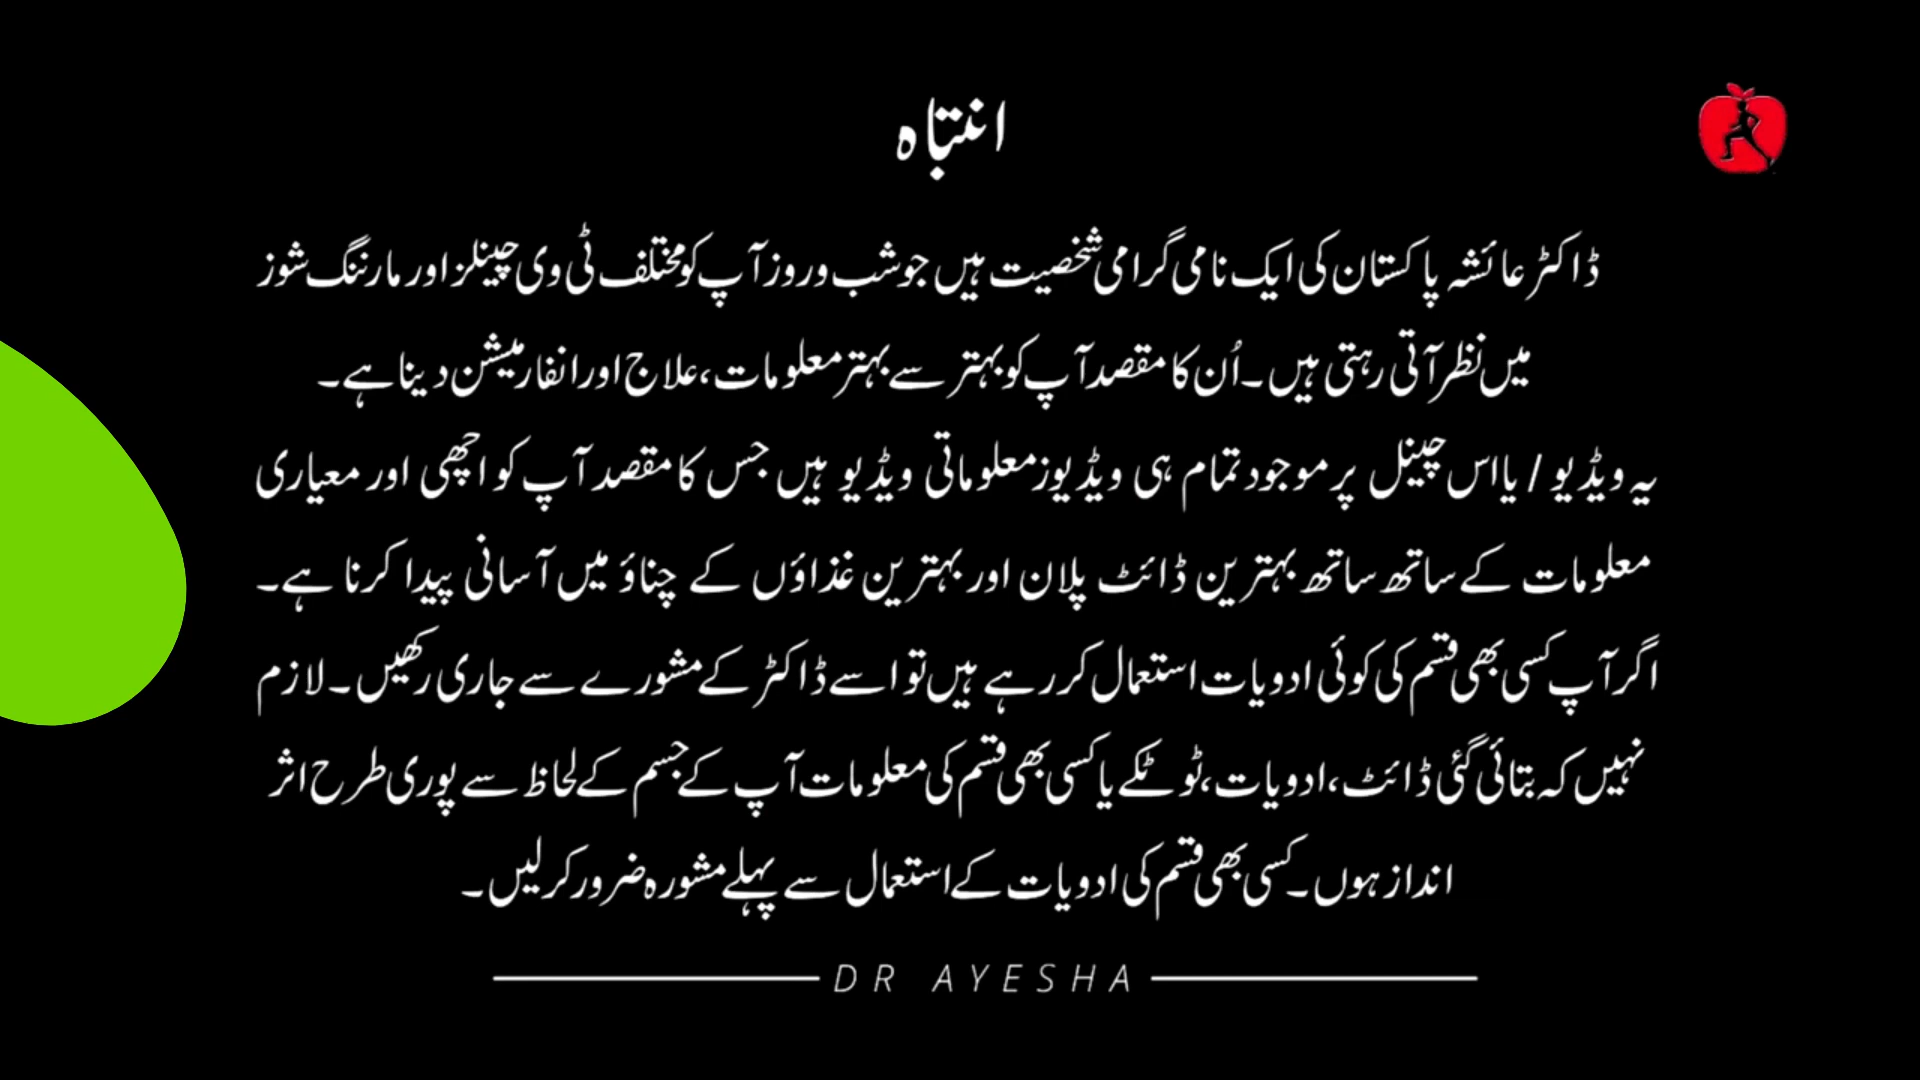 انتباہ
ڈاکٹر عائشہ پاکستان کی ایک نامی گرامی شخصیت ہیں جو شب و روز آپ کو مختلف ٹی وی چینلز اور مارننگ شوز
میں نظر آتی رہتی ہیں۔ اُن کا مقصد آپ کو بہتر سے بہتر معلومات، علاج اور انفارمیشن دینا ہے۔
یہ ویڈیو / یا اس چینل پر موجود تمام ہی ویڈیوز معلوماتی ویڈیو ہیں جس کا مقصد آپ کو اچھی اور معیاری
معلومات کے ساتھ ساتھ بہترین ڈائٹ پلان اور بہترین غذاؤں کے چناؤ میں آسانی پیدا کرنا ہے۔
اگر آپ کسی بھی قسم کی کوئی ادویات استعمال کر رہے ہیں تو اسے ڈاکٹر کے مشورے سے جاری رکھیں۔ لازم
نہیں کہ بتائی گئی ڈائٹ، ادویات، ٹوٹکے یا کسی بھی قسم کی معلومات آپ کے جسم کے لحاظ سے پوری طرح اثر
انداز ہوں۔ کسی بھی قسم کی ادویات کے استعمال سے پہلے مشورہ ضرور کر لیں۔
DR AYESHA